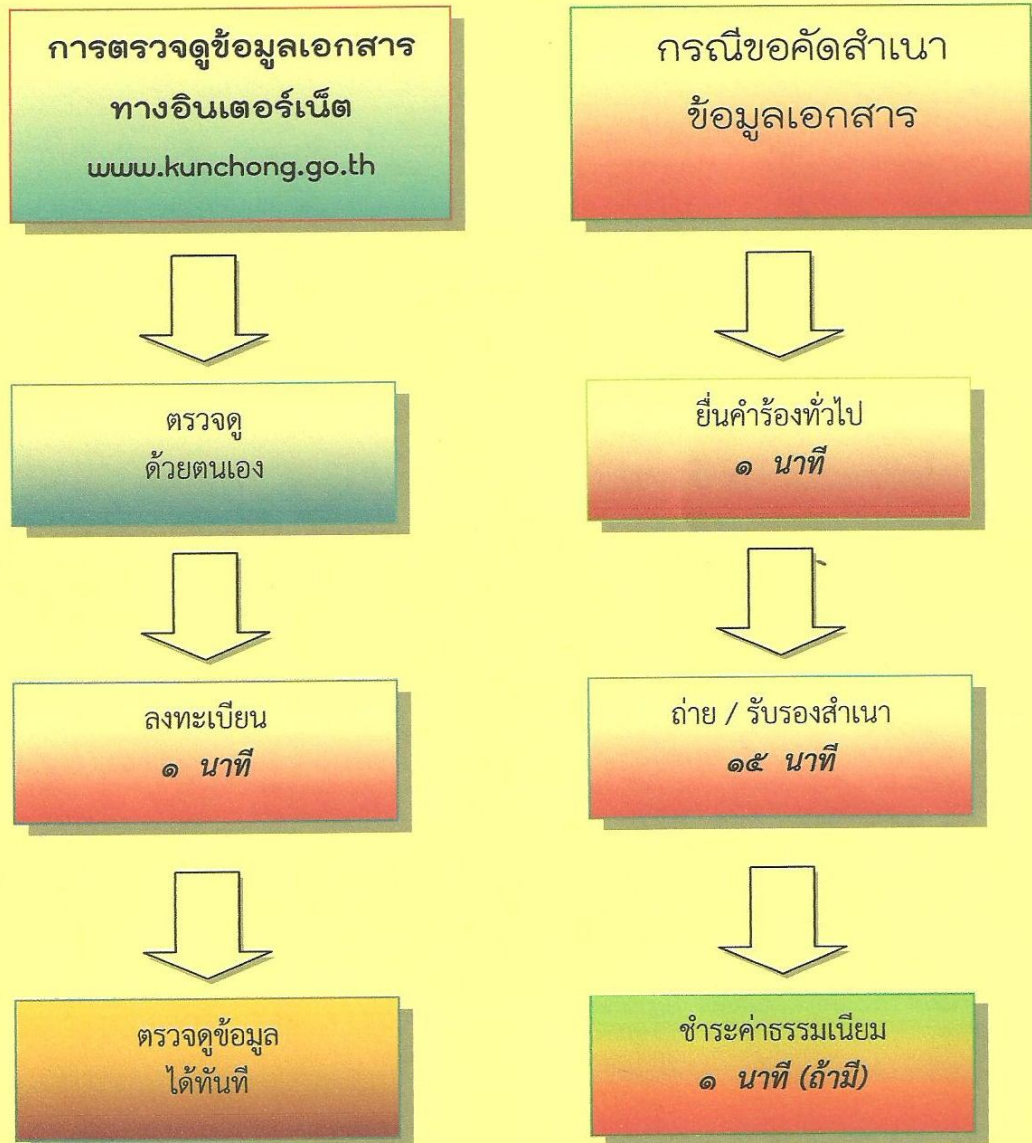 การตรวจดูข้อมูลเอกสาร
ทางอินเตอร์เน็ต
www.kunchong.go.th
ตรวจดู
ด้วยตนเอง
ลงทะเบียน
๑ นาที
ตรวจดูข้อมูล
ได้ทันที
กรณีขอคัดสำเนา
ข้อมูลเอกสาร
ยื่นคำร้องทั่วไป
๑ นาที
ถ่าย / รับรองสำเนา
๑๕ นาที
ชำระค่าธรรมเนียม
๑ นาที (ถ้ามี)